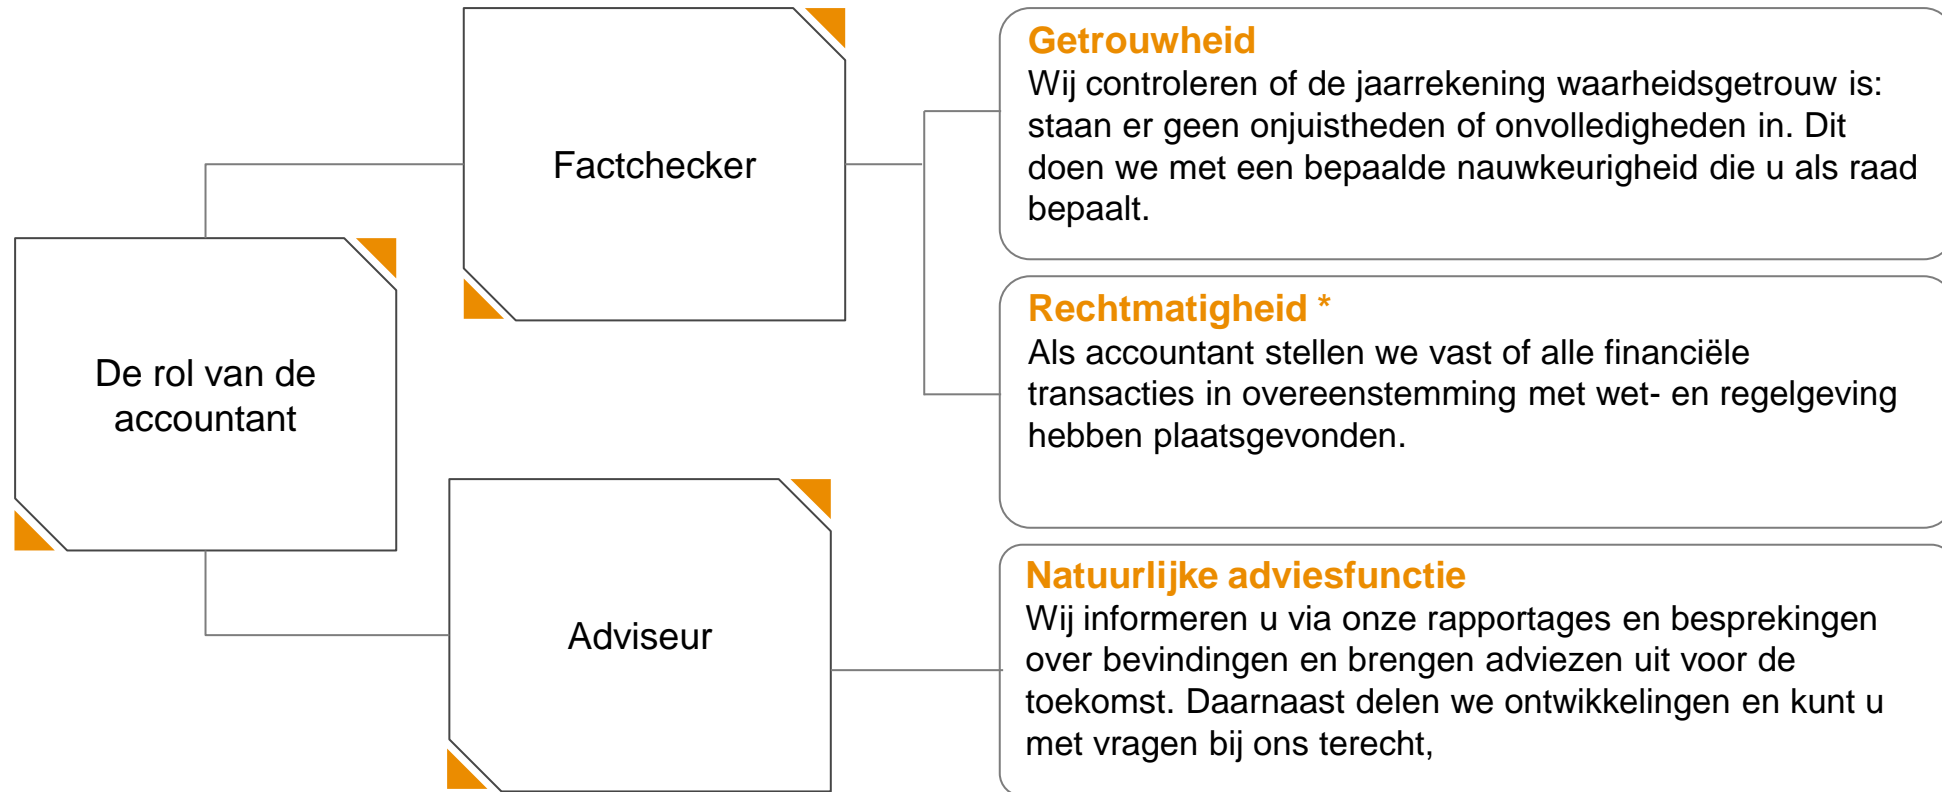 De rol van de
accountant
Factchecker
Getrouwheid
Wij controleren of de jaarrekening waarheidsgetrouw is:
staan er geen onjuistheden of onvolledigheden in. Dit
doen we met een bepaalde nauwkeurigheid die u als raad
bepaalt.
Rechtmatigheid *
Als accountant stellen we vast of alle financiële
transacties in overeenstemming met wet- en regelgeving
hebben plaatsgevonden.
Adviseur
Natuurlijke adviesfunctie
Wij informeren u via onze rapportages en besprekingen
over bevindingen en brengen adviezen uit voor de
toekomst. Daarnaast delen we ontwikkelingen en kunt u
met vragen bij ons terecht,